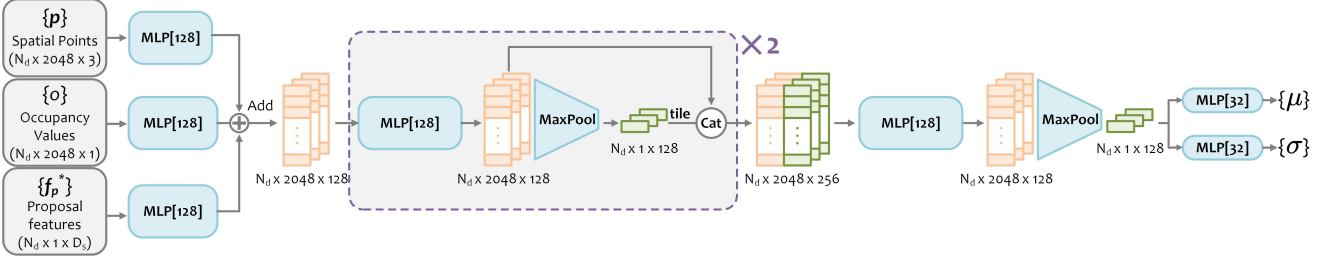 {p}
Spatial Points
(Nd x 2048 x 3)
MLP[128]
{o}
Occupancy
Values
(Nd x 2048 x 1)
MLP[128]
{fp*}
Proposal
features
(Nd x 1 x Ds)
MLP[128]
Add
Nd x 2048 x 128
×2
MLP[128]
Nd x 2048 x 128
MaxPool
tile
Nd x 1 x 128
Cat
Nd x 2048 x 256
MLP[128]
Nd x 2048 x 128
MaxPool
Nd x 1 x 128
MLP[32]
{μ}
MLP[32]
{σ}